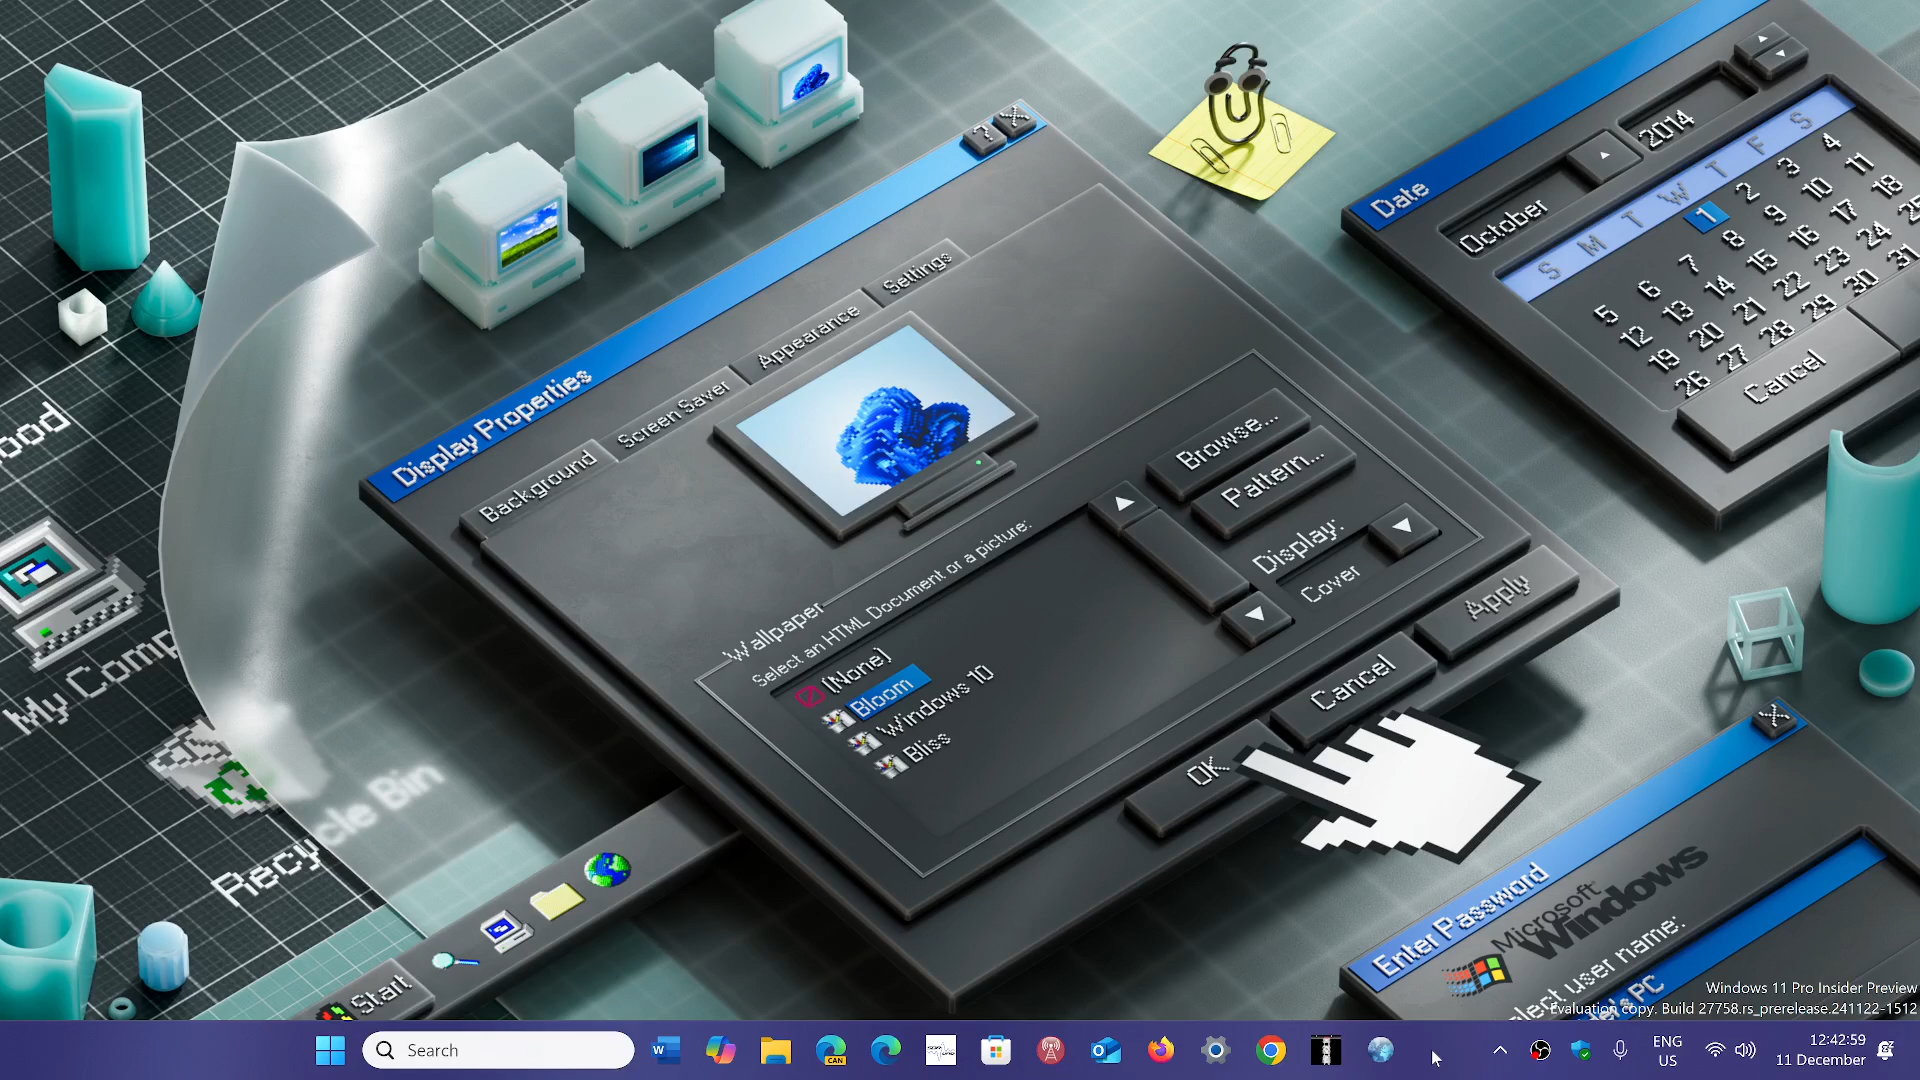 ood
My Comp
Recycle Bin
Start
Display Properties
?
X
Background
Screen Saver
Appearance
Settings
Wallpaper
Select an HTML Document or a picture:
(None)
Bloom
Windows 10
Bliss
Browse...
Pattern...
Display:
Cover
OK
Cancel
Apply
Date
October
2014
S M T W T F S
1 2 3 4
5 6 7 8 9 10 11
12 13 14 15 16 17 18
19 20 21 22 23 24 25
26 27 28 29 30 31
Cancel
X
Enter Password
Microsoft
Windows
elect user name:
's PC
Windows 11 Pro Insider Preview
Evaluation copy. Build 27758.rs_prerelease.241122-1512
Search
W
CAN
O
ENG
US
12:42:59
11 December